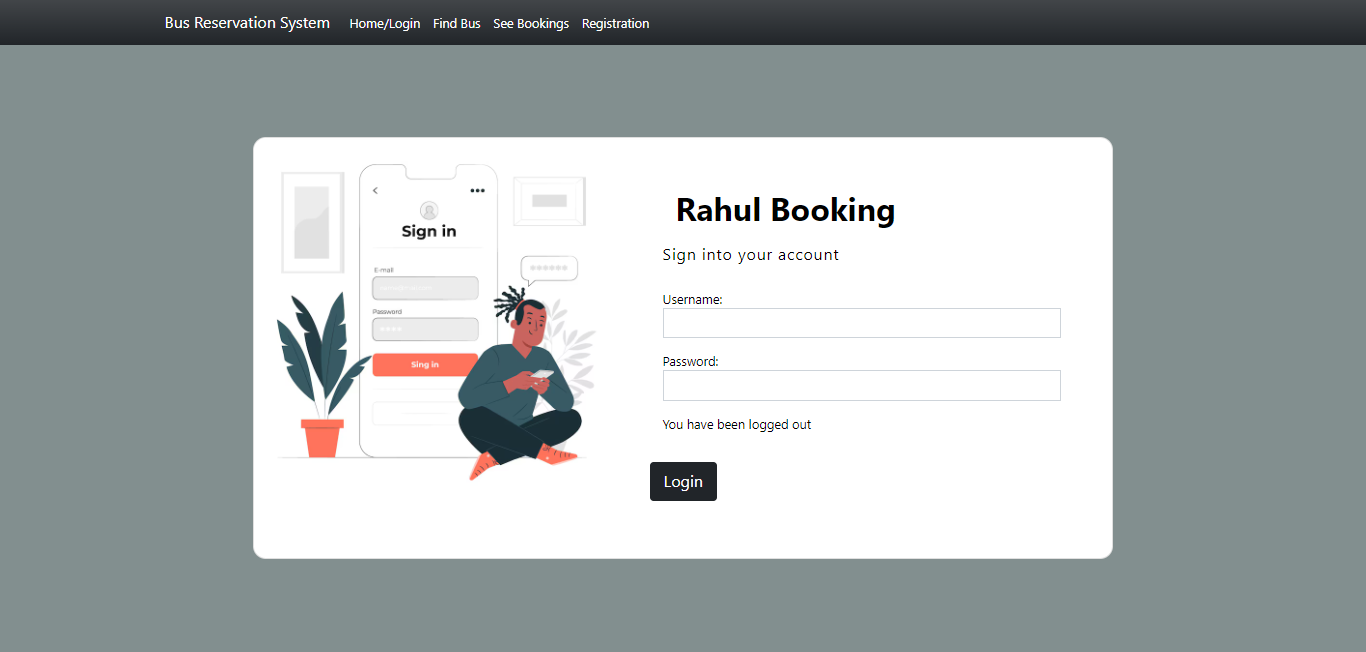 Bus Reservation System Home/Login Find Bus See Bookings Registration
Sign in
E-mail
Password
Sing in
Rahul Booking
Sign into your account
Username:
Password:
You have been logged out
Login